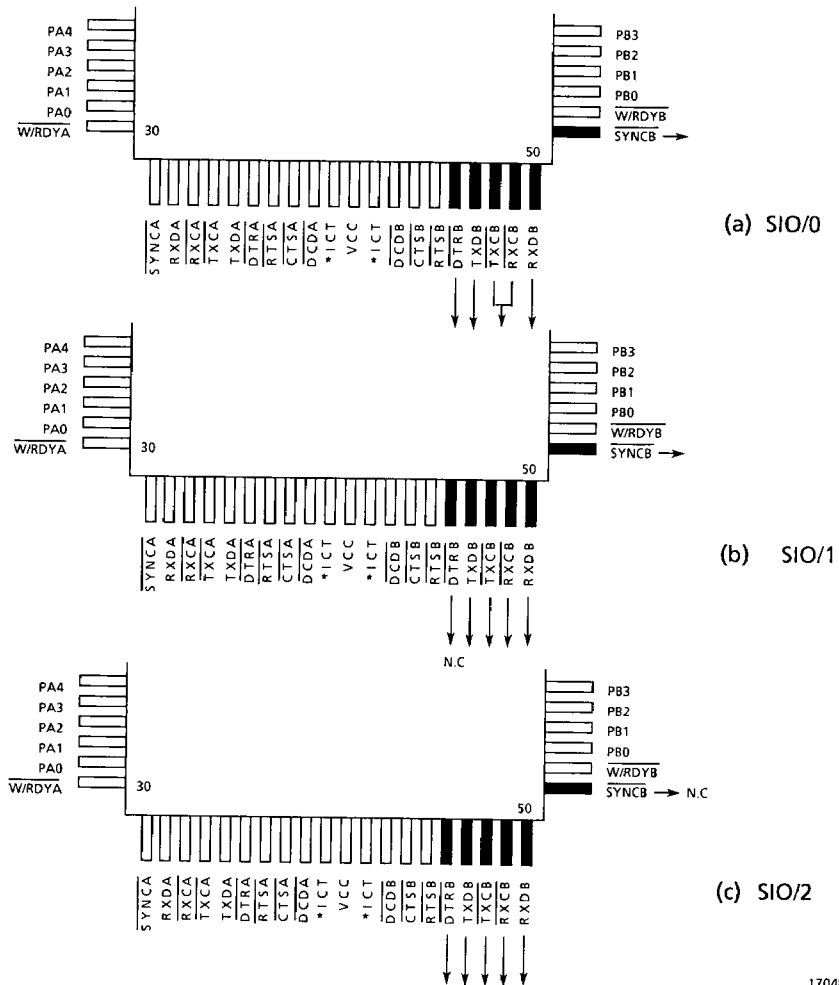 PA4
PA3
PA2
PA1
PA0
W/RDYA
30
50
PB3
PB2
PB1
PB0
W/RDYB
SYNCB
SYNCA
RXDA
RXCA
TXCA
TXDA
DTRA
RTSA
CTSA
DCDA
*ICT
VCC
*ICT
DCDB
CTSB
RTSB
DTRB
TXDB
TXCB
RXCB
RXDB
(a) SIO/0
PA4
PA3
PA2
PA1
PA0
W/RDYA
30
50
PB3
PB2
PB1
PB0
W/RDYB
SYNCB
SYNCA
RXDA
RXCA
TXCA
TXDA
DTRA
RTSA
CTSA
DCDA
*ICT
VCC
*ICT
DCDB
CTSB
RTSB
DTRB
TXDB
TXCB
RXCB
RXDB
(b) SIO/1
N.C
PA4
PA3
PA2
PA1
PA0
W/RDYA
30
50
PB3
PB2
PB1
PB0
W/RDYB
SYNCB N.C
SYNCA
RXDA
RXCA
TXCA
TXDA
DTRA
RTSA
CTSA
DCDA
*ICT
VCC
*ICT
DCDB
CTSB
RTSB
DTRB
TXDB
TXCB
RXCB
RXDB
(c) SIO/2